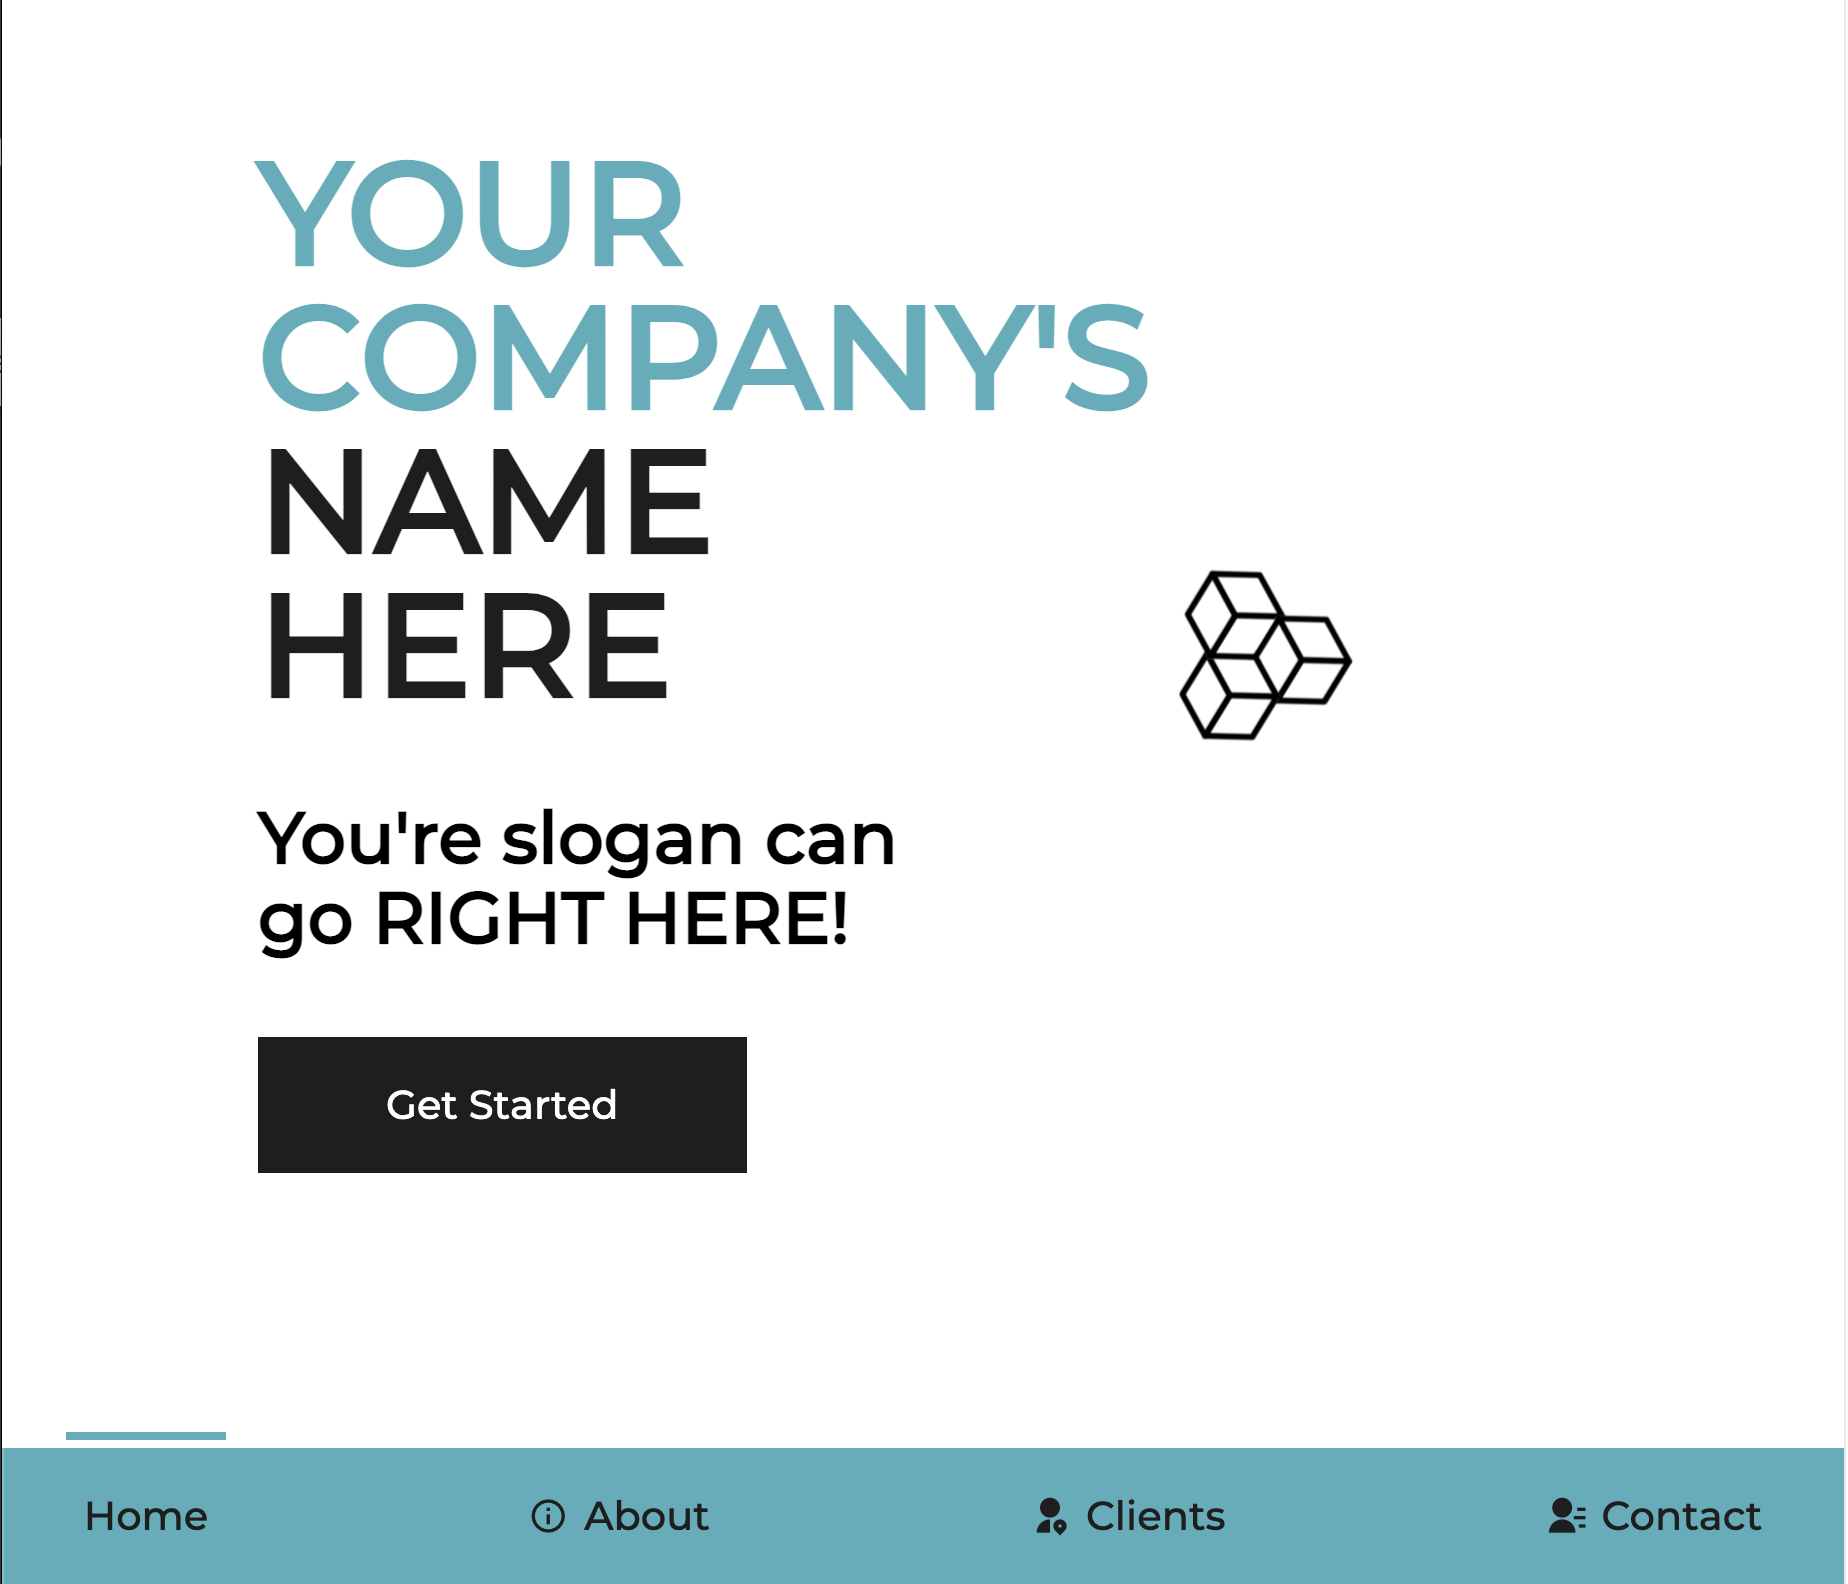 YOUR
COMPANY'S
NAME
HERE
You're slogan can
go RIGHT HERE!
Get Started
Home
About
Clients
Contact